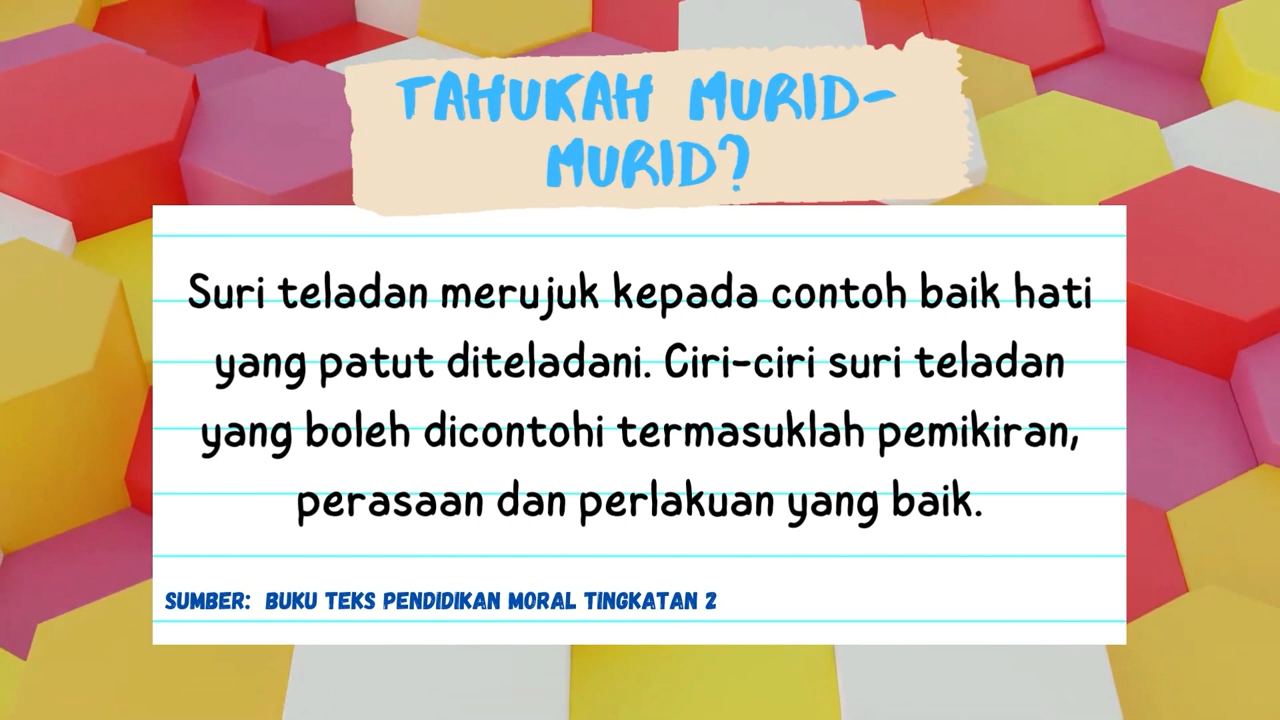 TAHUKAH MURID-
MURID?
Suri teladan merujuk kepada contoh baik hati
yang patut diteladani. Ciri-ciri suri teladan
yang boleh dicontohi termasuklah pemikiran,
perasaan dan perlakuan yang baik.
SUMBER: BUKU TEKS PENDIDIKAN MORAL TINGKATAN 2